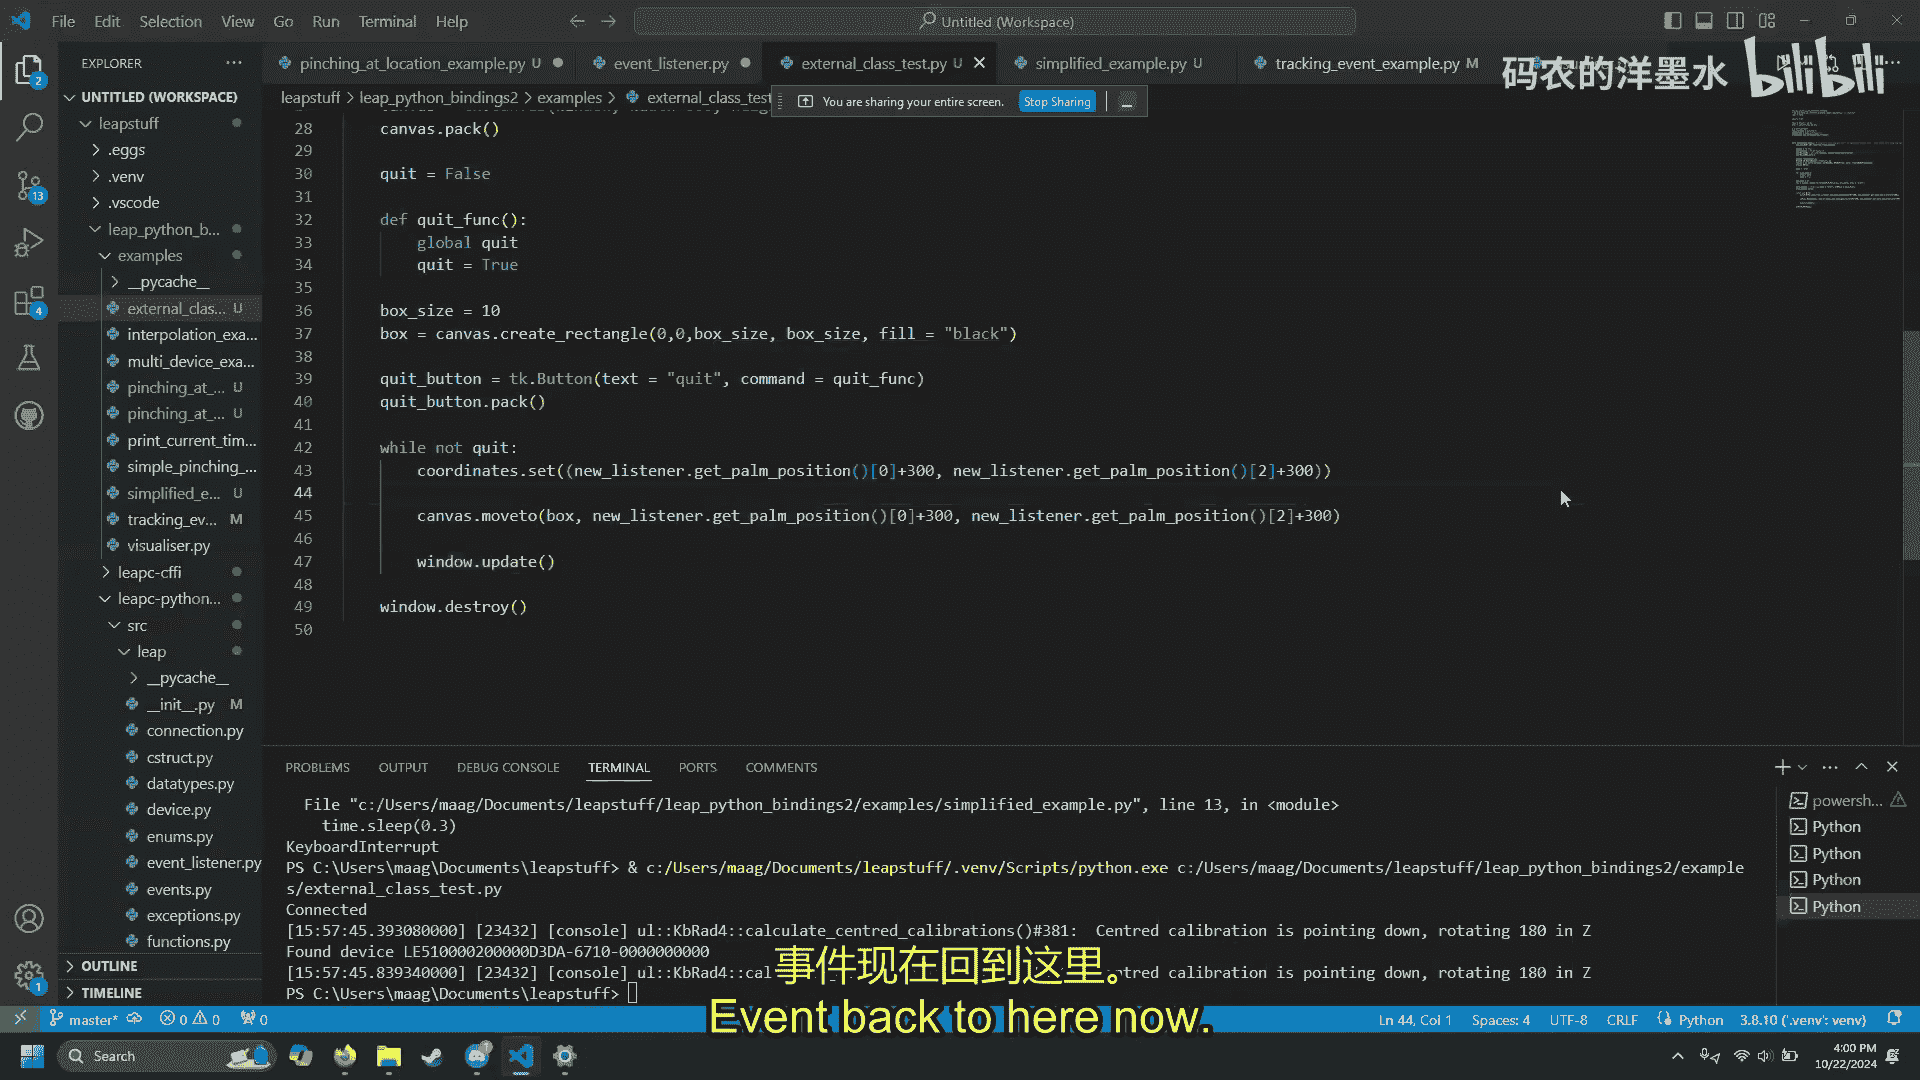 File Edit Selection View Go Run Terminal Help
Untitled (Workspace)
EXPLORER
pinching_at_location_example.py U
event_listener.py
external_class_test.py U
simplified_example.py U
tracking_event_example.py M
码农的洋墨水 bilibili
UNTITLED (WORKSPACE)
leapstuff > leap_python_bindings2 > examples > external_class_test
You are sharing your entire screen. Stop Sharing
leapstuff
.eggs
.venv
.vscode
leap_python_b...
examples
__pycache__
external_clas... U
interpolation_exa...
multi_device_exa...
pinching_at_... U
pinching_at_... U
print_current_tim...
simple_pinching_...
simplified_e... U
tracking_ev... M
visualiser.py
leapc-cffi
leapc-python...
src
leap
__pycache__
__init__.py M
connection.py
cstruct.py
datatypes.py
device.py
enums.py
event_listener.py
events.py
exceptions.py
functions.py
OUTLINE
TIMELINE
2
13
4
1
28 canvas.pack()
29
30 quit = False
31
32 def quit_func():
33 global quit
34 quit = True
35
36 box_size = 10
37 box = canvas.create_rectangle(0,0,box_size, box_size, fill = "black")
38
39 quit_button = tk.Button(text = "quit", command = quit_func)
40 quit_button.pack()
41
42 while not quit:
43 coordinates.set((new_listener.get_palm_position()[0]+300, new_listener.get_palm_position()[2]+300))
44
45 canvas.moveto(box, new_listener.get_palm_position()[0]+300, new_listener.get_palm_position()[2]+300)
46
47 window.update()
48
49 window.destroy()
50
PROBLEMS OUTPUT DEBUG CONSOLE TERMINAL PORTS COMMENTS
File "c:/Users/maag/Documents/leapstuff/leap_python_bindings2/examples/simplified_example.py", line 13, in <module>
time.sleep(0.3)
KeyboardInterrupt
PS C:\Users\maag\Documents\leapstuff> & c:/Users/maag/Documents/leapstuff/.venv/Scripts/python.exe c:/Users/maag/Documents/leapstuff/leap_python_bindings2/example
s/external_class_test.py
Connected
[15:57:45.393080000] [23432] [console] ul::KbRad4::calculate_centred_calibrations()#381: Centred calibration is pointing down, rotating 180 in Z
Found device LE510000200000D3DA-6710-0000000000
[15:57:45.839340000] [23432] [console] ul::KbRad4::cal tred calibration is pointing down, rotating 180 in Z
PS C:\Users\maag\Documents\leapstuff>
powersh...
Python
Python
Python
Python
事件现在回到这里。
Event back to here now.
master* 0 0 0
Ln 44, Col 1 Spaces: 4 UTF-8 CRLF Python 3.8.10 ('.venv': venv)
Search
4:00 PM
10/22/2024